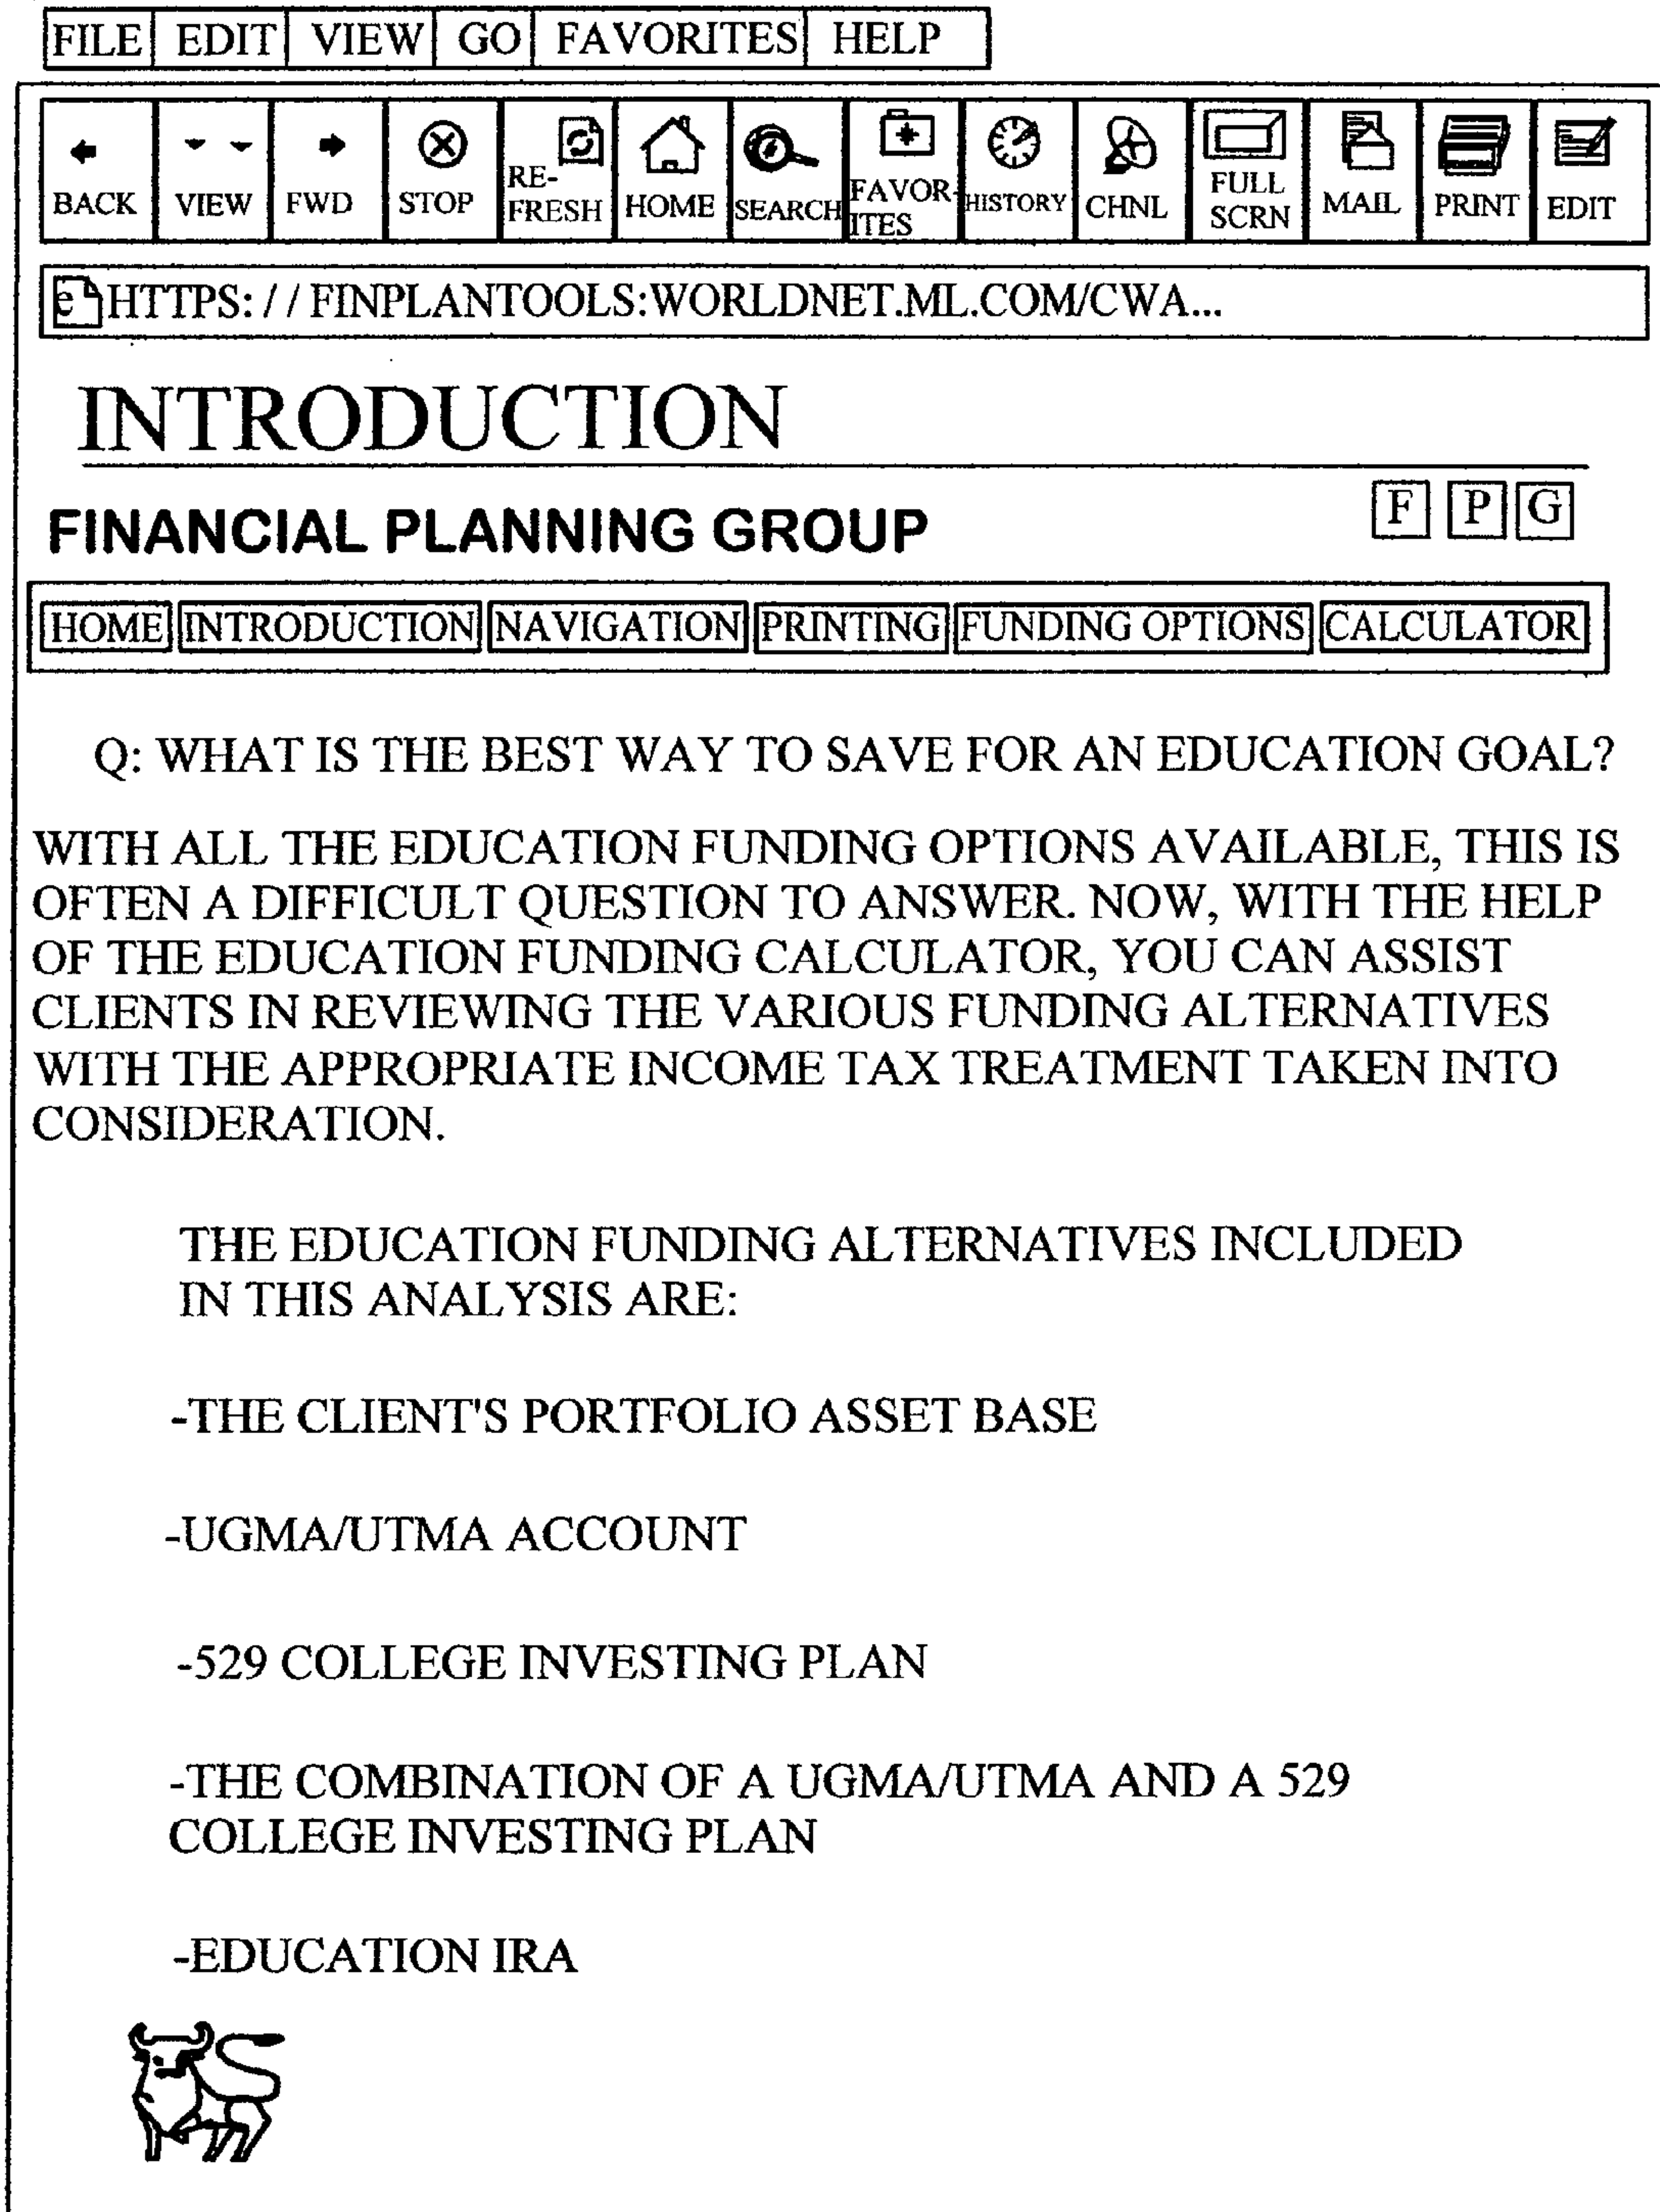 FILE EDIT VIEW GO FAVORITES HELP
BACK VIEW FWD STOP RE-FRESH HOME SEARCH FAVOR-ITES HISTORY CHNL FULL SCRN MAIL PRINT EDIT
e HTTPS: / / FINPLANTOOLS:WORLDNET.ML.COM/CWA...
INTRODUCTION
FINANCIAL PLANNING GROUP F P G
HOME INTRODUCTION NAVIGATION PRINTING FUNDING OPTIONS CALCULATOR
Q: WHAT IS THE BEST WAY TO SAVE FOR AN EDUCATION GOAL?
WITH ALL THE EDUCATION FUNDING OPTIONS AVAILABLE, THIS IS
OFTEN A DIFFICULT QUESTION TO ANSWER. NOW, WITH THE HELP
OF THE EDUCATION FUNDING CALCULATOR, YOU CAN ASSIST
CLIENTS IN REVIEWING THE VARIOUS FUNDING ALTERNATIVES
WITH THE APPROPRIATE INCOME TAX TREATMENT TAKEN INTO
CONSIDERATION.
THE EDUCATION FUNDING ALTERNATIVES INCLUDED
IN THIS ANALYSIS ARE:
-THE CLIENT'S PORTFOLIO ASSET BASE
-UGMA/UTMA ACCOUNT
-529 COLLEGE INVESTING PLAN
-THE COMBINATION OF A UGMA/UTMA AND A 529
COLLEGE INVESTING PLAN
-EDUCATION IRA